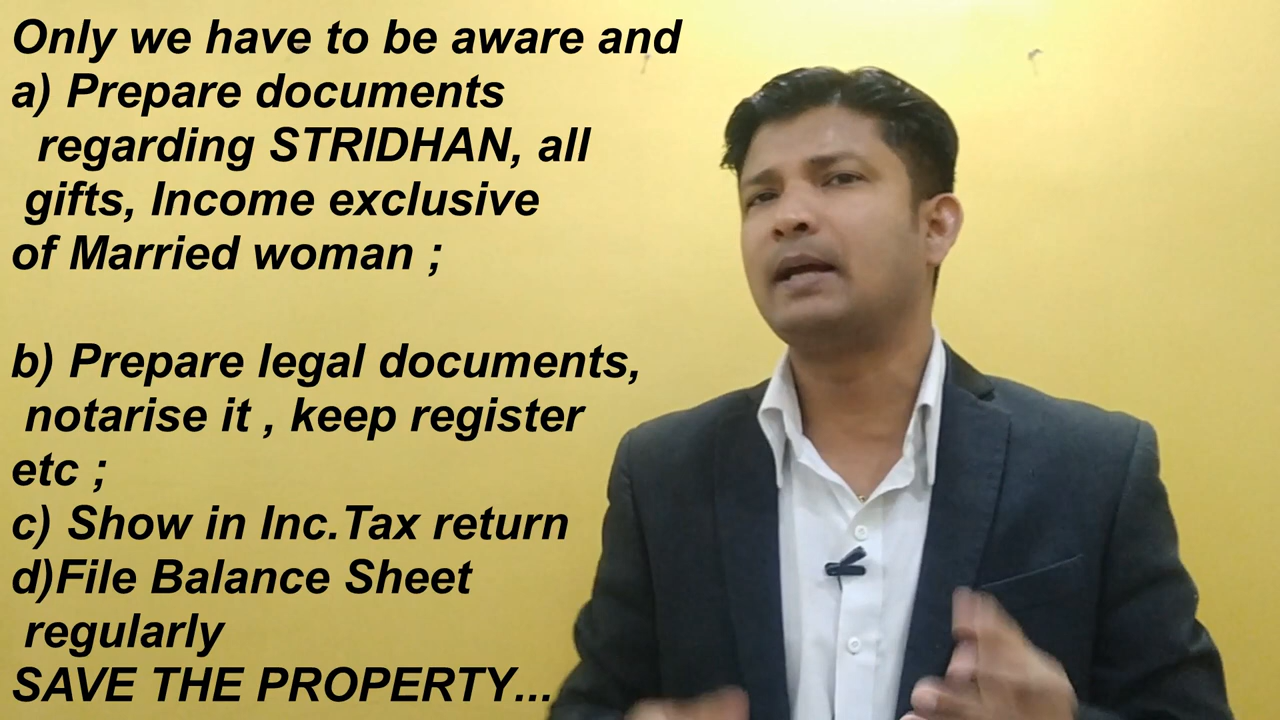 Only we have to be aware and
a) Prepare documents
regarding STRIDHAN, all
gifts, Income exclusive
of Married woman ;
b) Prepare legal documents,
notarise it , keep register
etc ;
c) Show in Inc.Tax return
d)File Balance Sheet
regularly
SAVE THE PROPERTY...